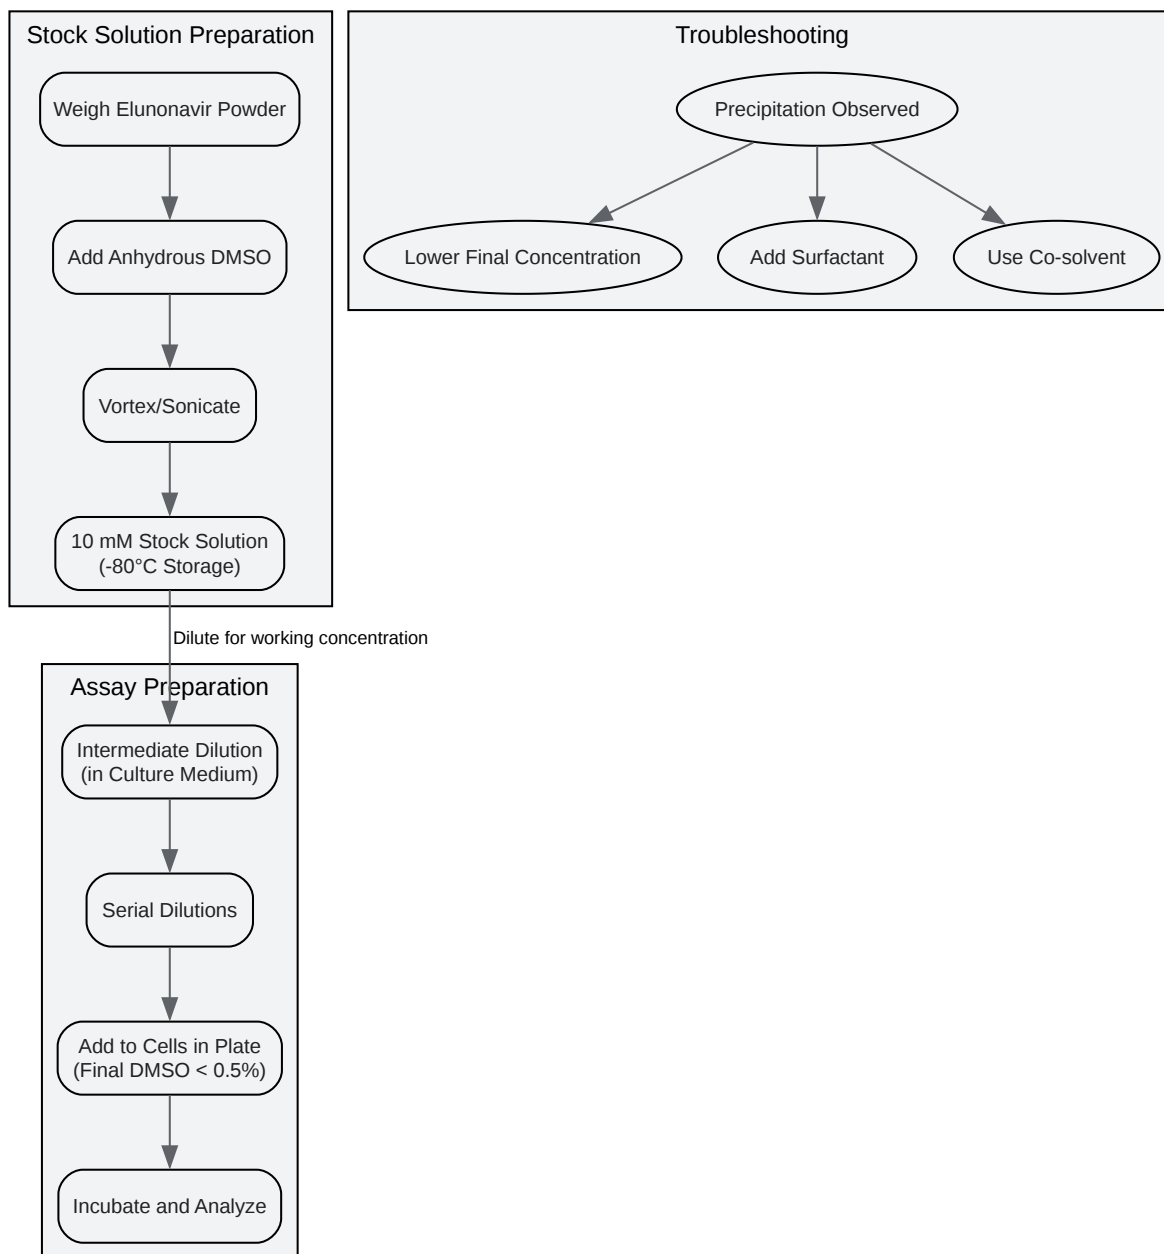 Stock Solution Preparation
Weigh Elunonavir Powder
Add Anhydrous DMSO
Vortex/Sonicate
10 mM Stock Solution
(-80°C Storage)
Dilute for working concentration
Assay Preparation
Intermediate Dilution
(in Culture Medium)
Serial Dilutions
Add to Cells in Plate
(Final DMSO < 0.5%)
Incubate and Analyze
Troubleshooting
Precipitation Observed
Lower Final Concentration
Add Surfactant
Use Co-solvent